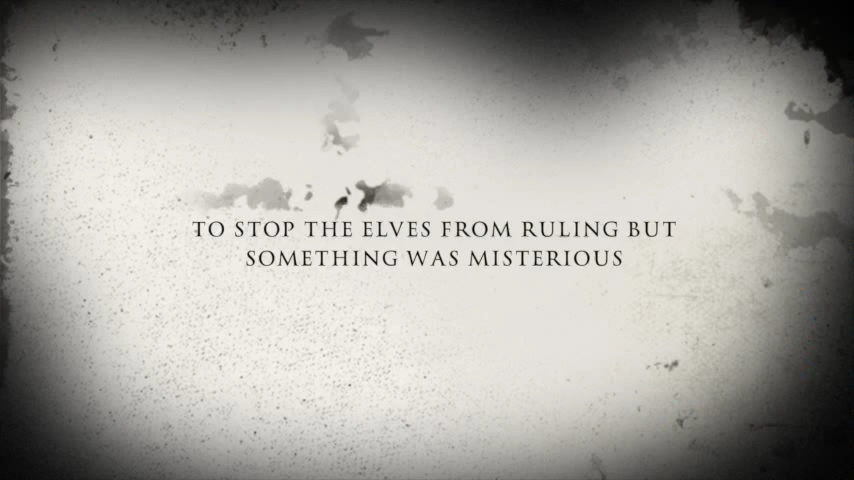 TO STOP THE ELVES FROM RULING BUT
SOMETHING WAS MISTERIOUS